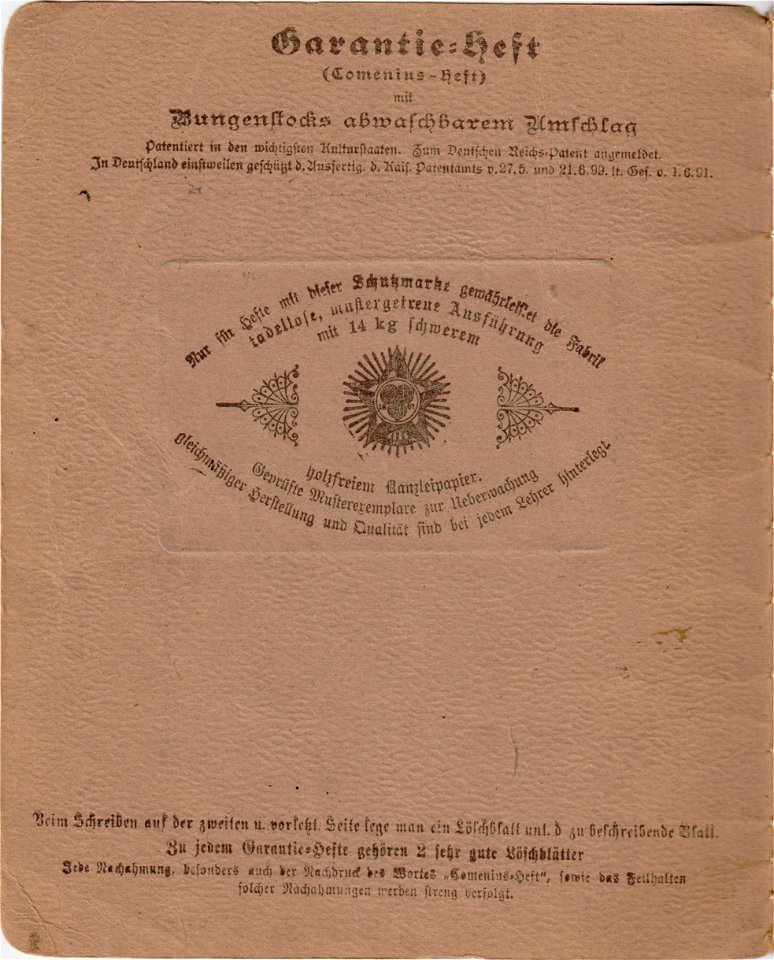 Garantie-Heft
(Comenius-Heft)
mit
Bungenstocks abwaschbarem Umschlag
Patentiert in den wichtigsten Kulturstaaten. Zum Deutschen Reichs-Patent angemeldet.
In Deutschland einstweilen geschützt d. Ausfertig. d. Kais. Patentamts v. 27. 5. und 21. 6. 99. lt. Ges. v. 1. 6. 91.
Nur für Hefte mit dieser Schutzmarke gewährleistet die Fabrik
tadellose, mustergetreue Ausführung
mit 14 kg schwerem
holzfreiem Kanzleipapier.
Geprüfte Musterexemplare zur Ueberwachung
gleichmäßiger Herstellung und Qualität sind bei jedem Lehrer hinterlegt.
Beim Schreiben auf der zweiten u. vorletzt. Seite lege man ein Löschblatt unt. d zu beschreibende Blatt.
Zu jedem Garantie-Hefte gehören 2 sehr gute Löschblätter
Jede Nachahmung, besonders auch der Nachdruck des Wortes „Comenius-Heft", sowie das Feilhalten
solcher Nachahmungen werden streng verfolgt.